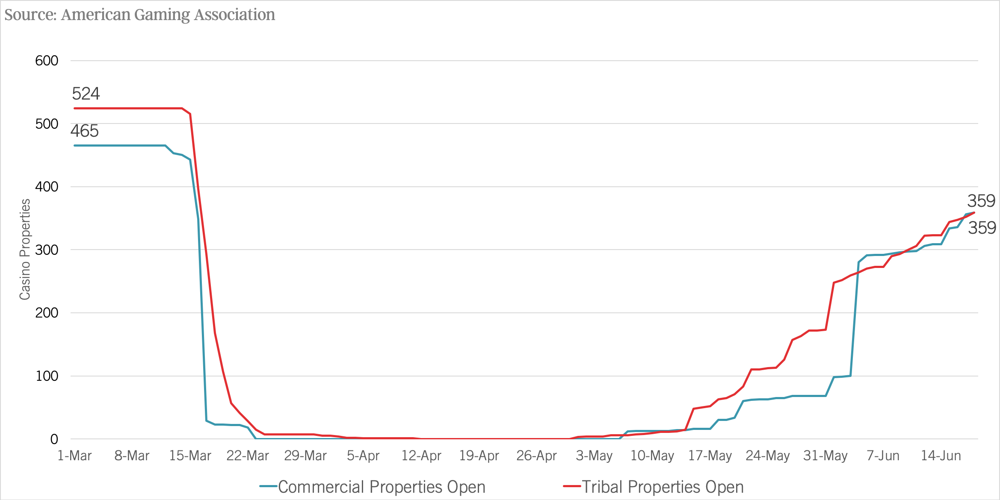 Source: American Gaming Association
600
524
500
465
400
359
359
300
200
100
0
Casino Properties
1-Mar 8-Mar 15-Mar 22-Mar 29-Mar 5-Apr 12-Apr 19-Apr 26-Apr 3-May 10-May 17-May 24-May 31-May 7-Jun 14-Jun
Commercial Properties Open Tribal Properties Open